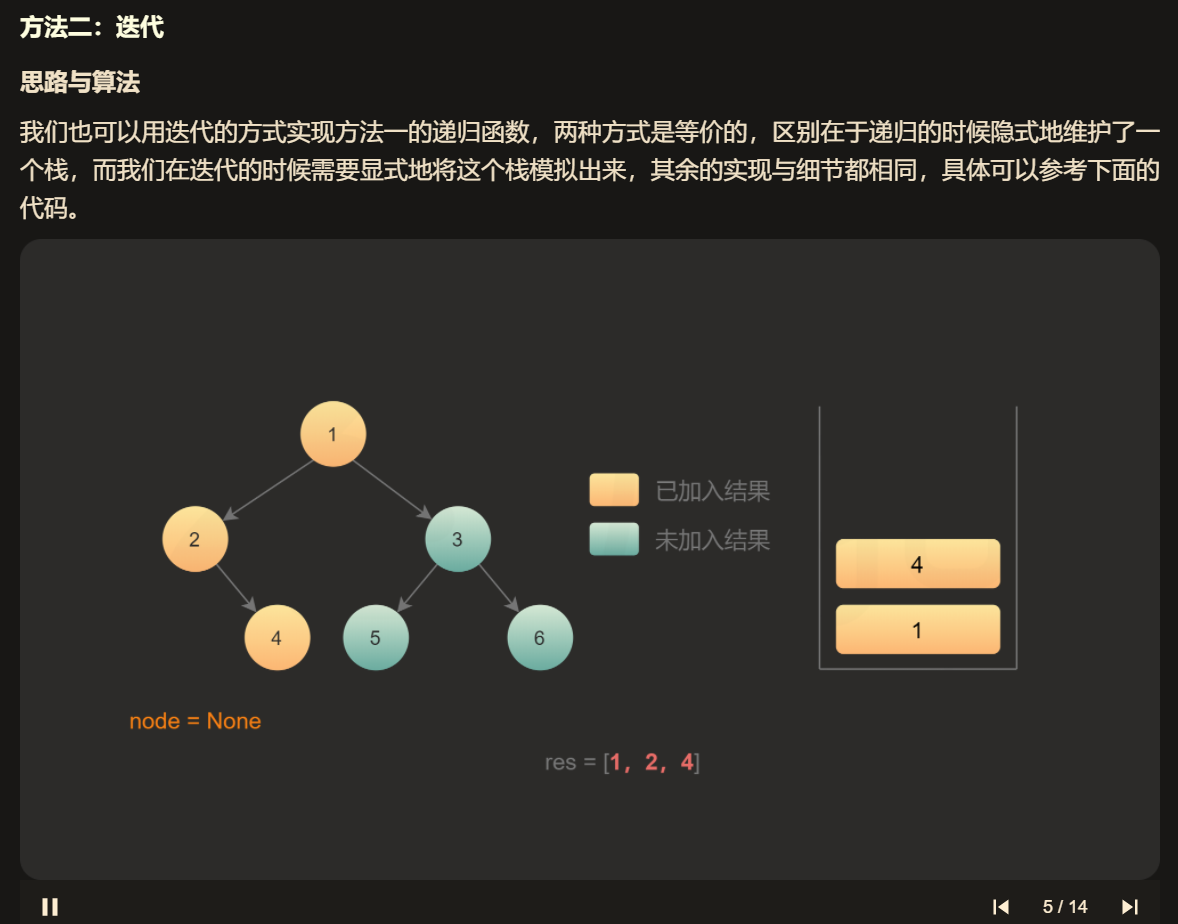 方法二：迭代
思路与算法
我们也可以用迭代的方式实现方法一的递归函数，两种方式是等价的，区别在于递归的时候隐式地维护了一
个栈，而我们在迭代的时候需要显式地将这个栈模拟出来，其余的实现与细节都相同，具体可以参考下面的
代码。
1
已加入结果
2
3
未加入结果
4
4
5
6
1
node = None
res = [1，2，4]
5 / 14